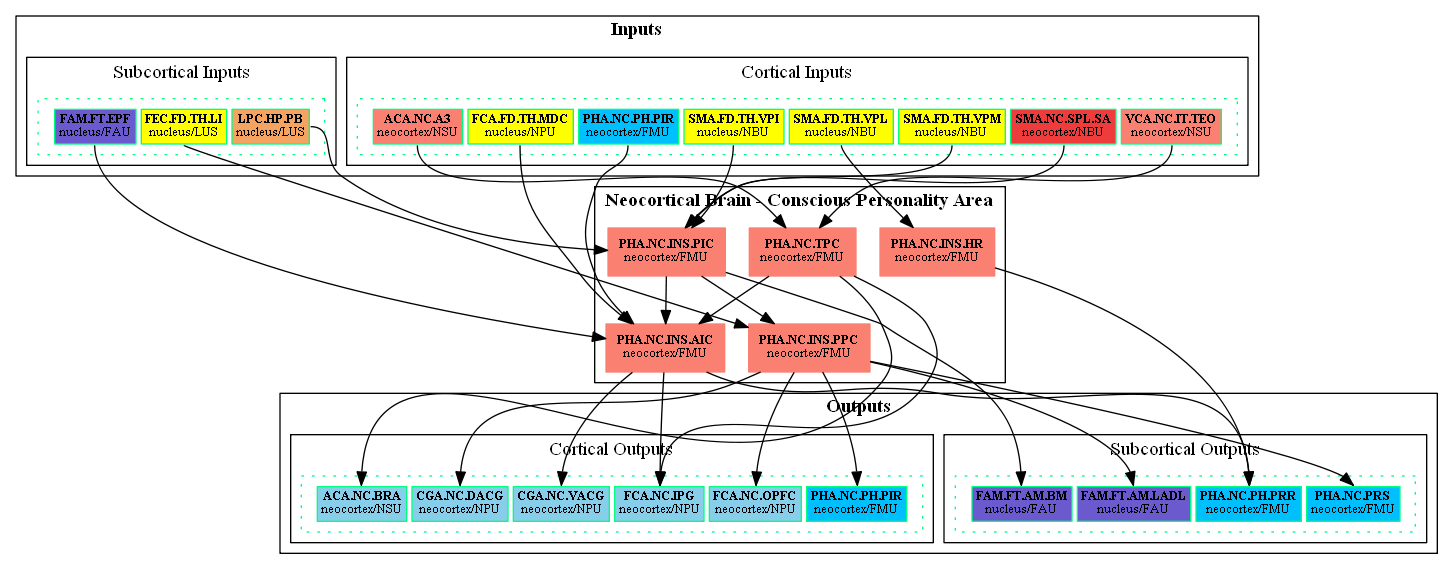 Inputs
Subcortical Inputs
Cortical Inputs
FAM.FT.EPF
nucleus/FAU
FEC.FD.TH.LI
nucleus/LUS
LPC.HP.PB
nucleus/LUS
ACA.NC.A3
neocortex/NSU
FCA.FD.TH.MDC
nucleus/NPU
PHA.NC.PH.PIR
neocortex/FMU
SMA.FD.TH.VPI
nucleus/NBU
SMA.FD.TH.VPL
nucleus/NBU
SMA.FD.TH.VPM
nucleus/NBU
SMA.NC.SPL.SA
neocortex/NBU
VCA.NC.IT.TEO
neocortex/NSU
Neocortical Brain - Conscious Personality Area
PHA.NC.INS.PIC
neocortex/FMU
PHA.NC.TPC
neocortex/FMU
PHA.NC.INS.HR
neocortex/FMU
PHA.NC.INS.AIC
neocortex/FMU
PHA.NC.INS.PPC
neocortex/FMU
Outputs
Cortical Outputs
Subcortical Outputs
ACA.NC.BRA
neocortex/NSU
CGA.NC.DACG
neocortex/NPU
CGA.NC.VACG
neocortex/NPU
FCA.NC.IPG
neocortex/NPU
FCA.NC.OPFC
neocortex/NPU
PHA.NC.PH.PIR
neocortex/FMU
FAM.FT.AM.BM
nucleus/FAU
FAM.FT.AM.LADL
nucleus/FAU
PHA.NC.PH.PRR
neocortex/FMU
PHA.NC.PRS
neocortex/FMU